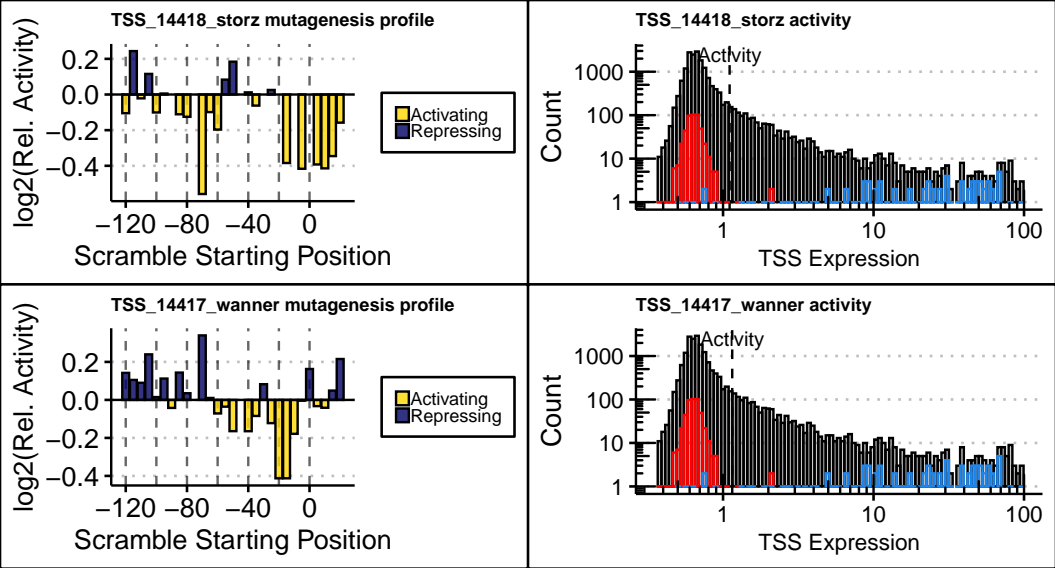 TSS_14418_storz mutagenesis profile
log2(Rel. Activity)
0.2
0.0
−0.2
−0.4
−120
−80
−40
0
Scramble Starting Position
Activating
Repressing
TSS_14418_storz activity
Activity
Count
1000
100
10
1
1
10
100
TSS Expression
TSS_14417_wanner mutagenesis profile
log2(Rel. Activity)
0.2
0.0
−0.2
−0.4
−120
−80
−40
0
Scramble Starting Position
Activating
Repressing
TSS_14417_wanner activity
Activity
Count
1000
100
10
1
1
10
100
TSS Expression